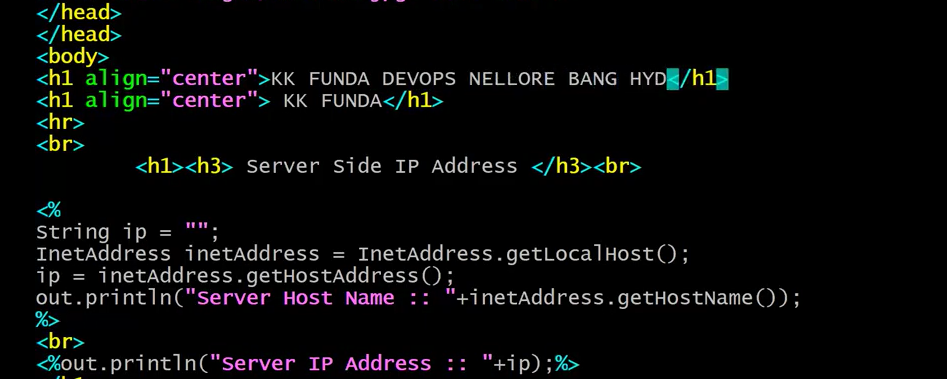 </head>
</head>
<body>
<h1 align="center">KK FUNDA DEVOPS NELLORE BANG HYD</h1>
<h1 align="center"> KK FUNDA</h1>
<hr>
<br>
<h1><h3> Server Side IP Address </h3><br>
<%
String ip = "";
InetAddress inetAddress = InetAddress.getLocalHost();
ip = inetAddress.getHostAddress();
out.println("Server Host Name :: "+inetAddress.getHostName());
%>
<br>
<%out.println("Server IP Address :: "+ip);%>